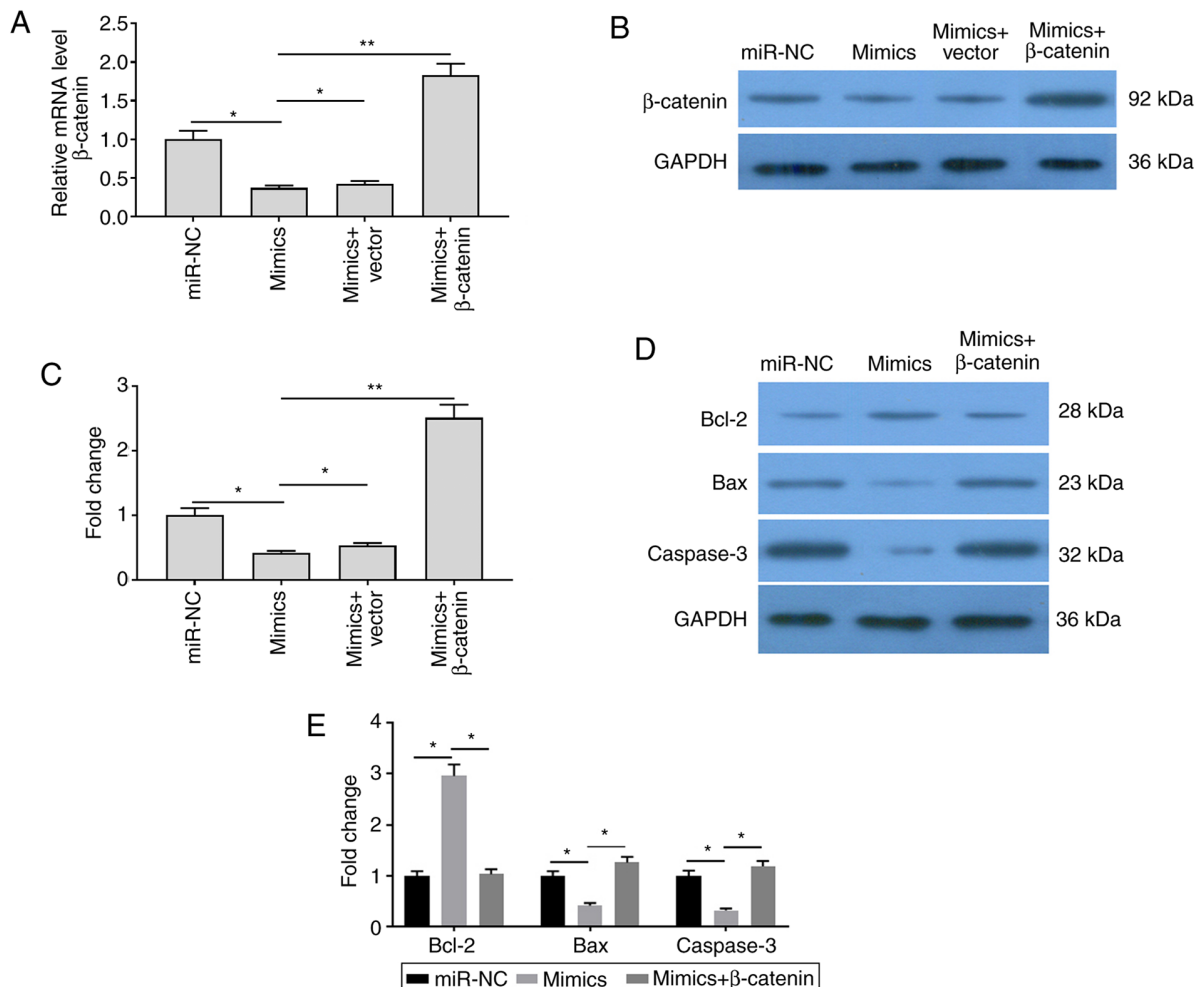 A
Relative mRNA level
β-catenin
2.5
2.0
1.5
1.0
0.5
0.0
*
*
**
miR-NC
Mimics
Mimics+
vector
Mimics+
β-catenin
B
miR-NC
Mimics
Mimics+
vector
Mimics+
β-catenin
β-catenin
92 kDa
GAPDH
36 kDa
C
Fold change
3
2
1
0
*
*
**
miR-NC
Mimics
Mimics+
vector
Mimics+
β-catenin
D
miR-NC
Mimics
Mimics+
β-catenin
Bcl-2
28 kDa
Bax
23 kDa
Caspase-3
32 kDa
GAPDH
36 kDa
E
Fold change
4
3
2
1
0
*
*
*
*
*
*
Bcl-2
Bax
Caspase-3
miR-NC
Mimics
Mimics+β-catenin